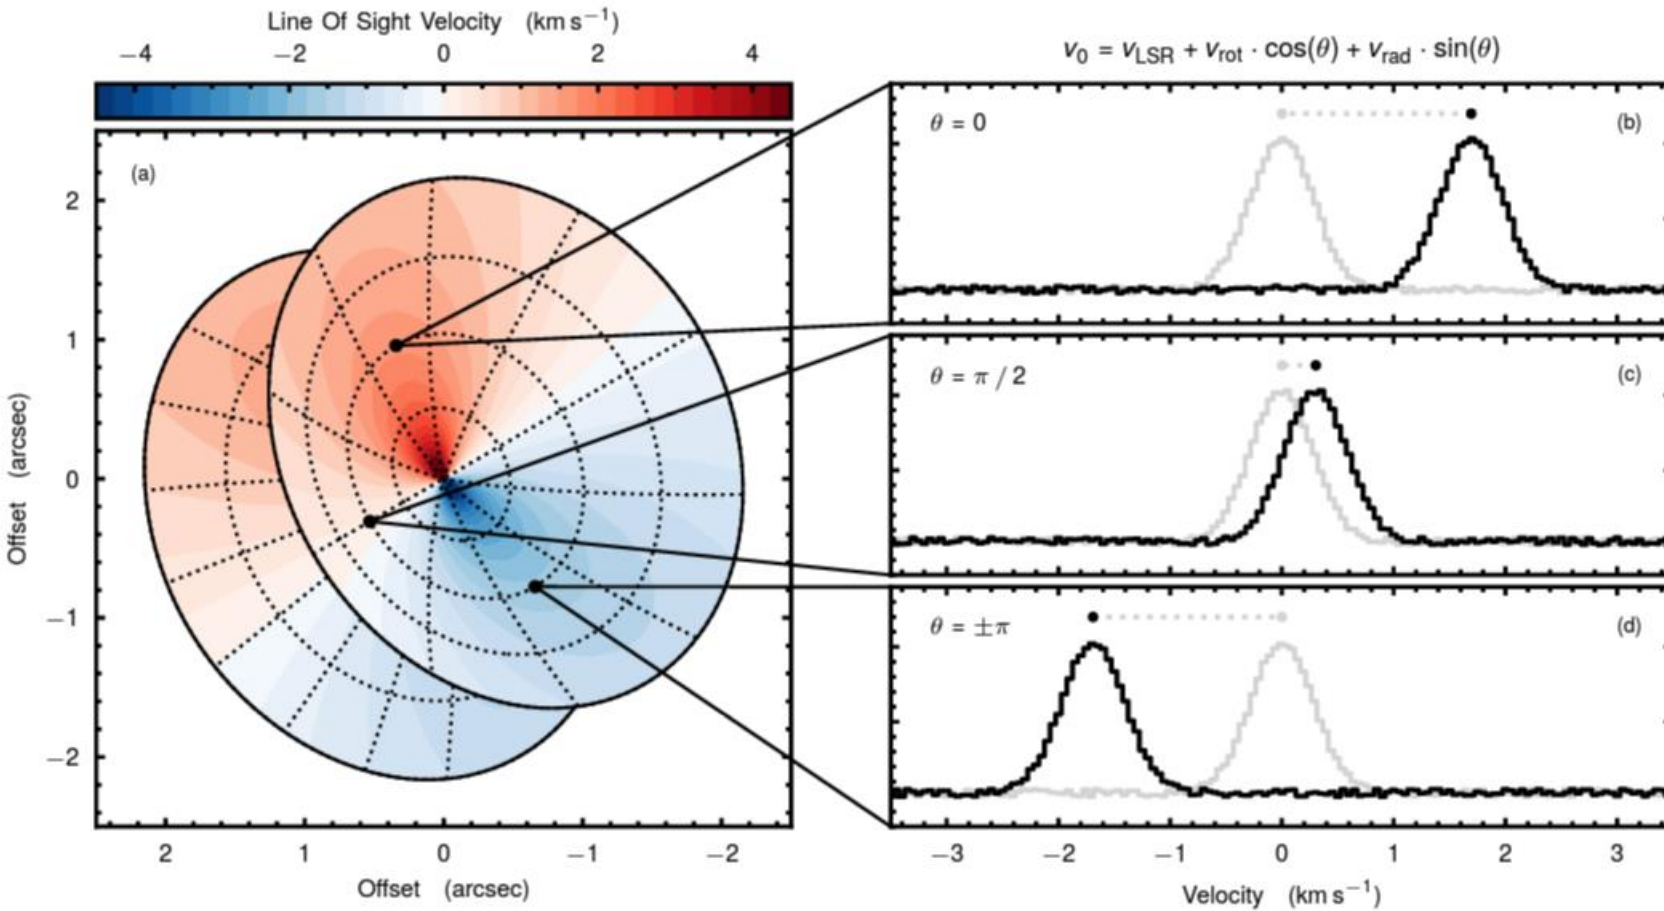 Line Of Sight Velocity (km s⁻¹)
−4 −2 0 2 4
v₀ = v_LSR + v_rot · cos(θ) + v_rad · sin(θ)
(a)
2
1
0
−1
−2
Offset (arcsec)
2 1 0 −1 −2
Offset (arcsec)
θ = 0
(b)
θ = π / 2
(c)
θ = ±π
(d)
−3 −2 −1 0 1 2 3
Velocity (km s⁻¹)